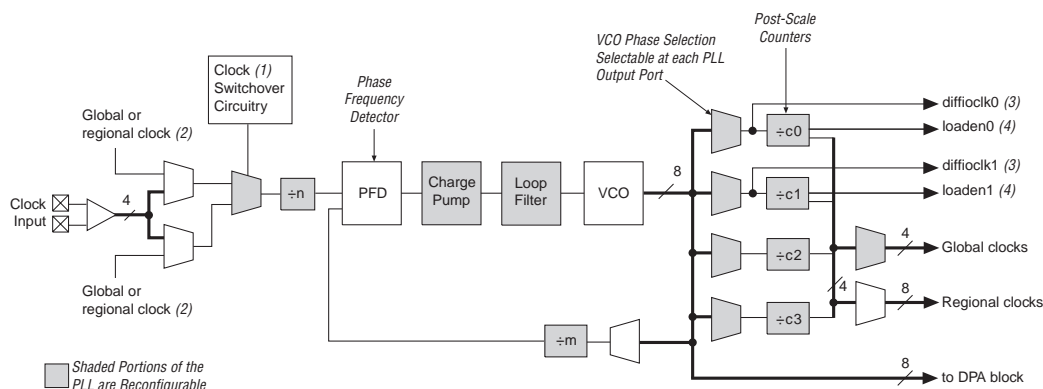 Post-Scale
Counters
VCO Phase Selection
Selectable at each PLL
Output Port
Clock (1)
Switchover
Circuitry
Phase
Frequency
Detector
Global or
regional clock (2)
diffioclk0 (3)
loaden0 (4)
diffioclk1 (3)
loaden1 (4)
÷c0
÷c1
÷c2
÷c3
Clock
Input
4
÷n
PFD
Charge
Pump
Loop
Filter
VCO
8
4
Global clocks
4
8
Regional clocks
Global or
regional clock (2)
÷m
8
to DPA block
Shaded Portions of the
PLL are Reconfigurable